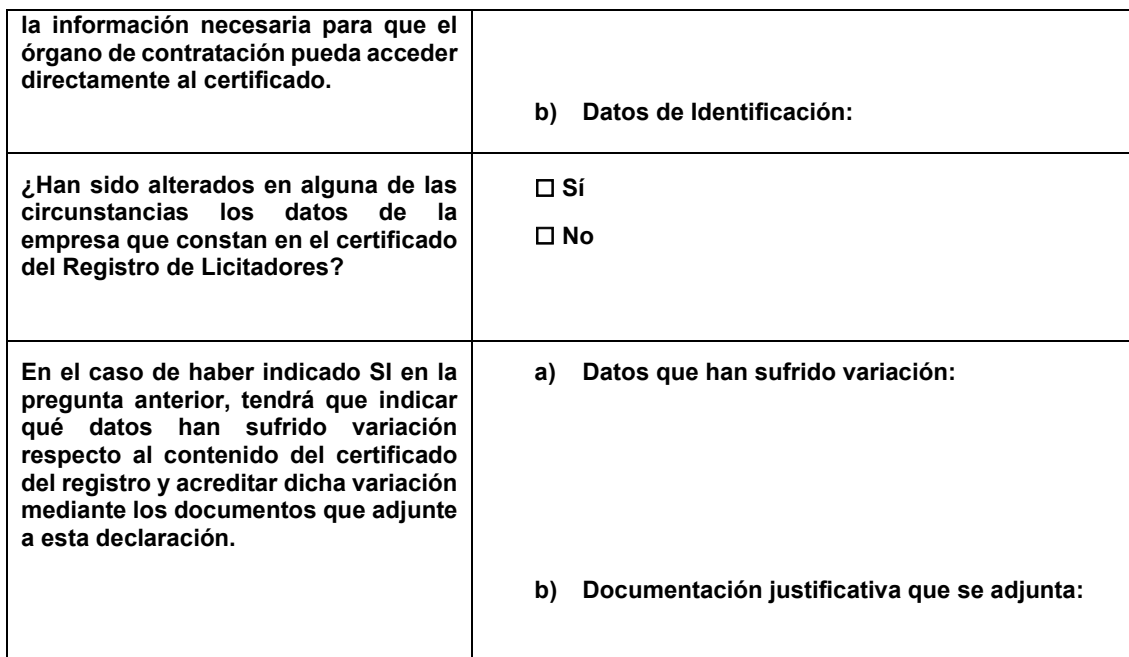 la información necesaria para que el
órgano de contratación pueda acceder
directamente al certificado.
b) Datos de Identificación:
¿Han sido alterados en alguna de las
circunstancias los datos de la
empresa que constan en el certificado
del Registro de Licitadores?
☐ Sí
☐ No
En el caso de haber indicado SI en la
pregunta anterior, tendrá que indicar
qué datos han sufrido variación
respecto al contenido del certificado
del registro y acreditar dicha variación
mediante los documentos que adjunte
a esta declaración.
a) Datos que han sufrido variación:
b) Documentación justificativa que se adjunta: